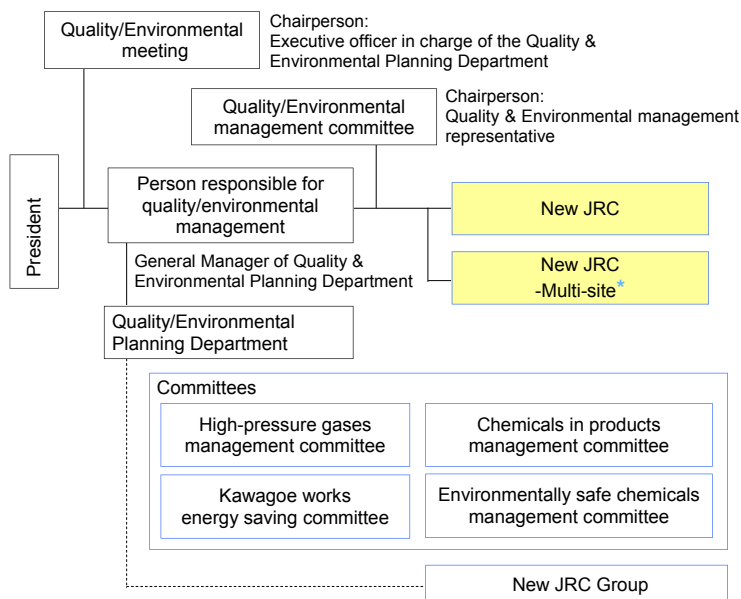 Quality/Environmental
meeting
Chairperson:
Executive officer in charge of the Quality &
Environmental Planning Department
Quality/Environmental
management committee
Chairperson:
Quality & Environmental management
representative
President
Person responsible for
quality/environmental
management
New JRC
General Manager of Quality &
Environmental Planning Department
New JRC
-Multi-site*
Quality/Environmental
Planning Department
Committees
High-pressure gases
management committee
Chemicals in products
management committee
Kawagoe works
energy saving committee
Environmentally safe chemicals
management committee
New JRC Group